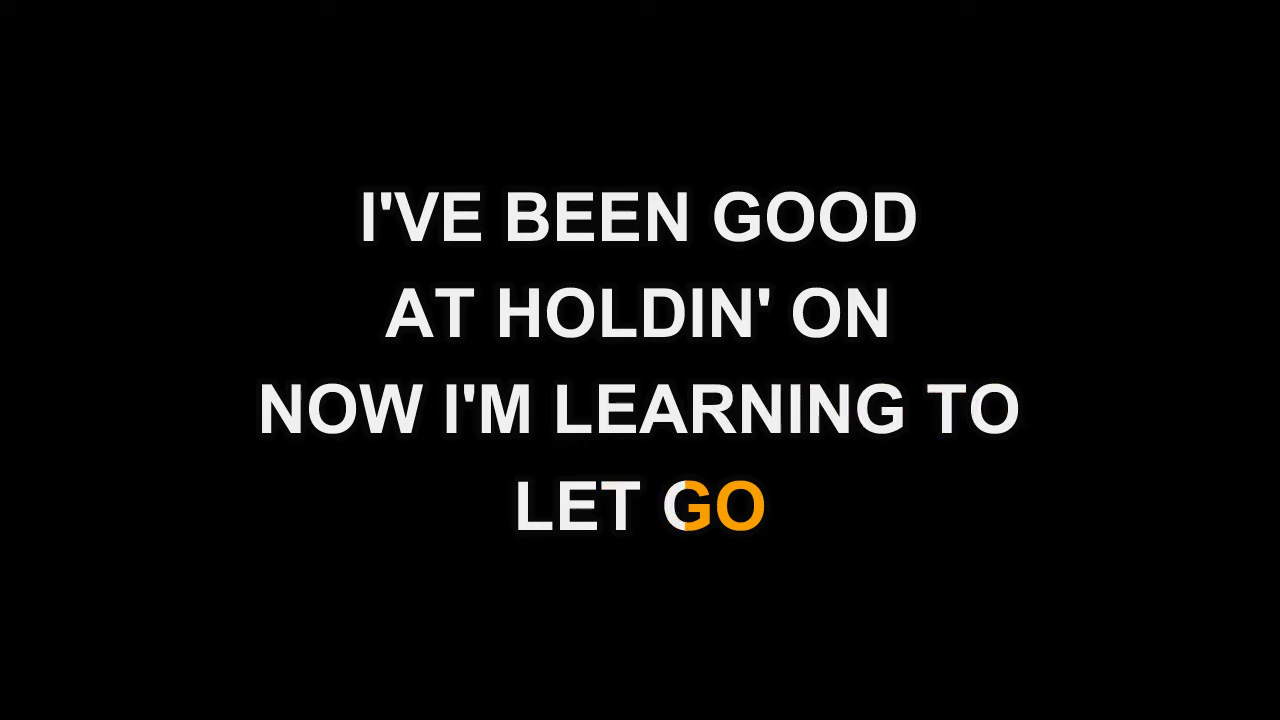 I'VE BEEN GOOD
AT HOLDIN' ON
NOW I'M LEARNING TO
LET GO